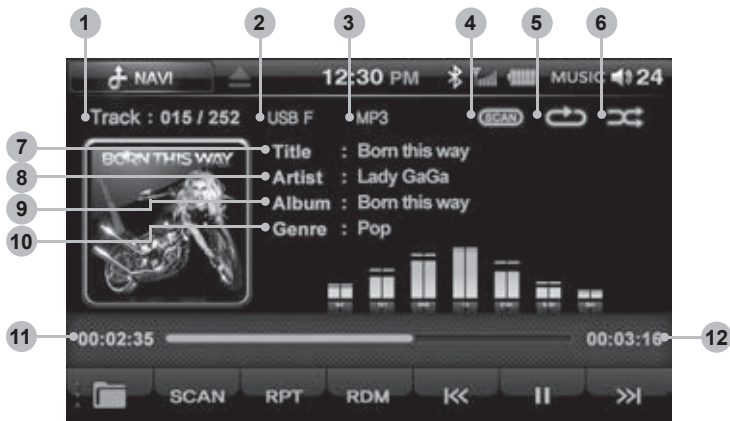 1 2 3 4 5 6
NAVI 12:30 PM MUSIC 24
Track : 015 / 252 USB F MP3 SCAN
7 Title : Born this way
BORN THIS WAY
8 Artist : Lady GaGa
9 Album : Born this way
10 Genre : Pop
11 00:02:35 00:03:16 12
SCAN RPT RDM